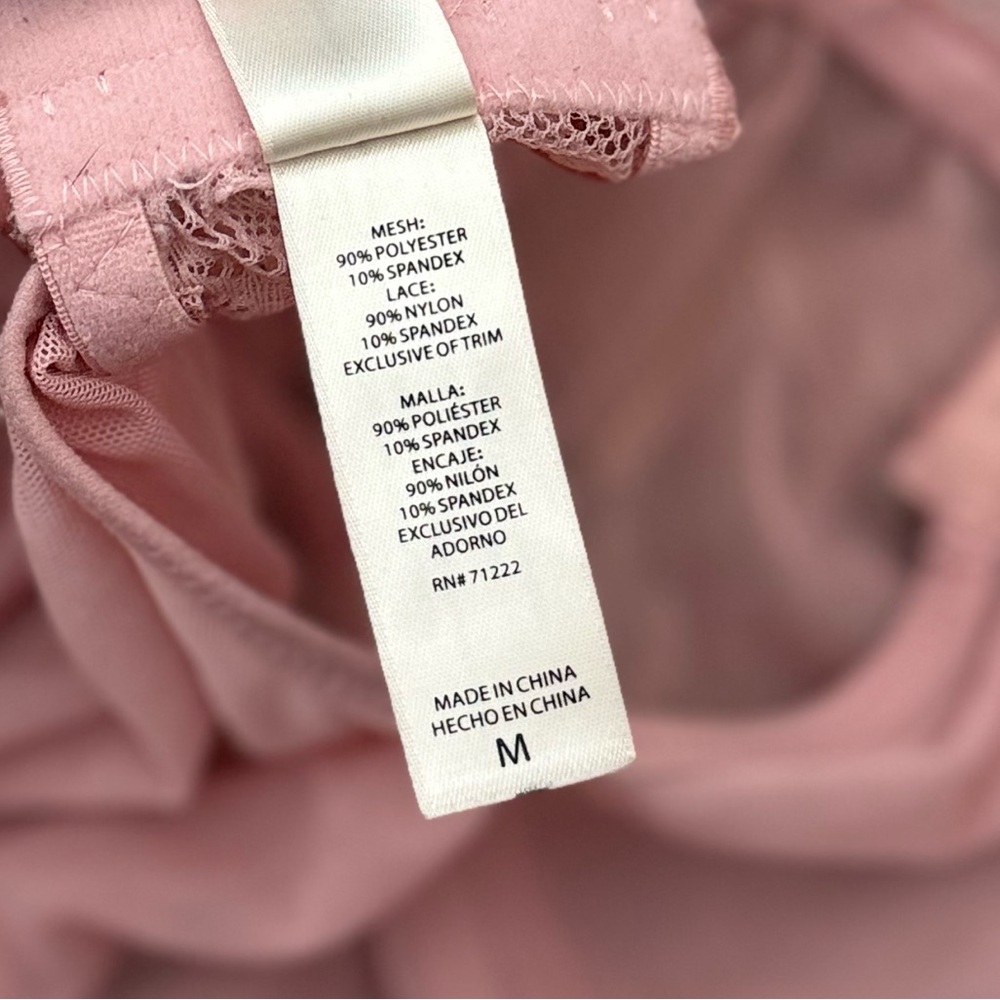 MESH:
90% POLYESTER
10% SPANDEX
LACE:
90% NYLON
10% SPANDEX
EXCLUSIVE OF TRIM
MALLA:
90% POLIÉSTER
10% SPANDEX
ENCAJE:
90% NILÓN
10% SPANDEX
EXCLUSIVO DEL
ADORNO
RN# 71222
MADE IN CHINA
HECHO EN CHINA
M